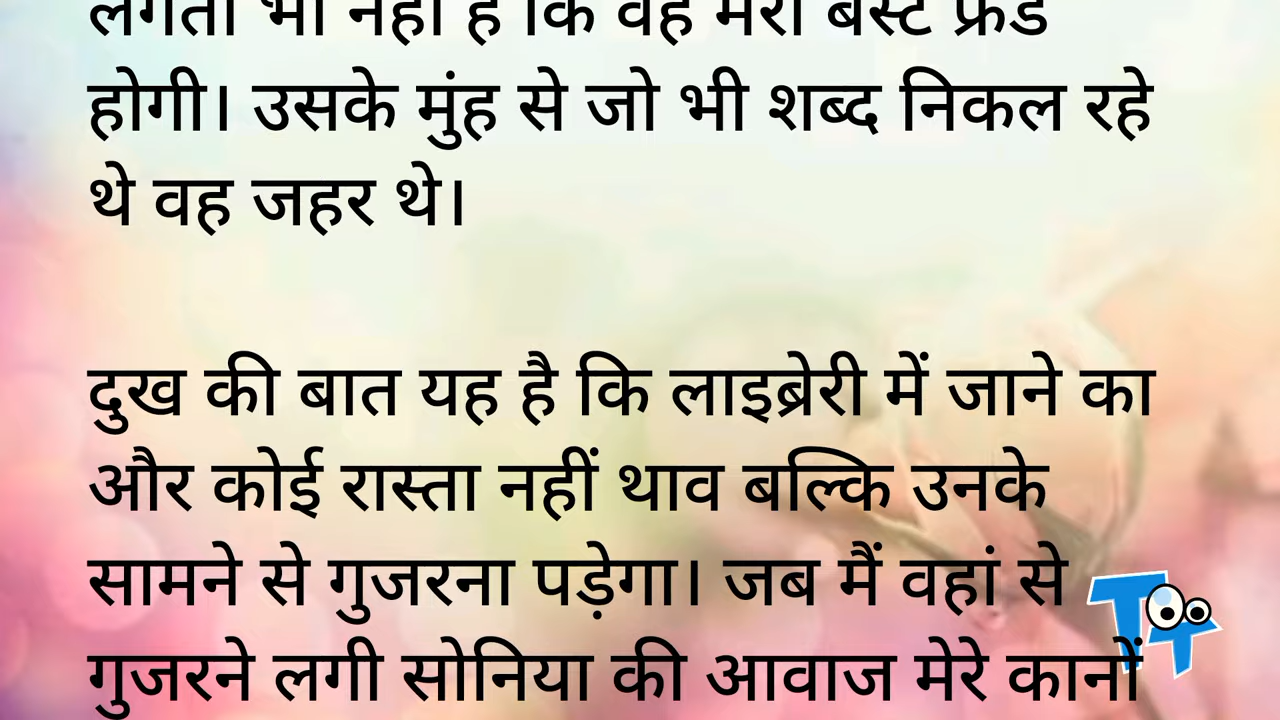 लगता भी नहीं है कि वह मेरी बेस्ट फ्रेंड
होगी। उसके मुंह से जो भी शब्द निकल रहे
थे वह जहर थे।
दुख की बात यह है कि लाइब्रेरी में जाने का
और कोई रास्ता नहीं थाव बल्कि उनके
सामने से गुजरना पड़ेगा। जब मैं वहां से
गुजरने लगी सोनिया की आवाज मेरे कानों